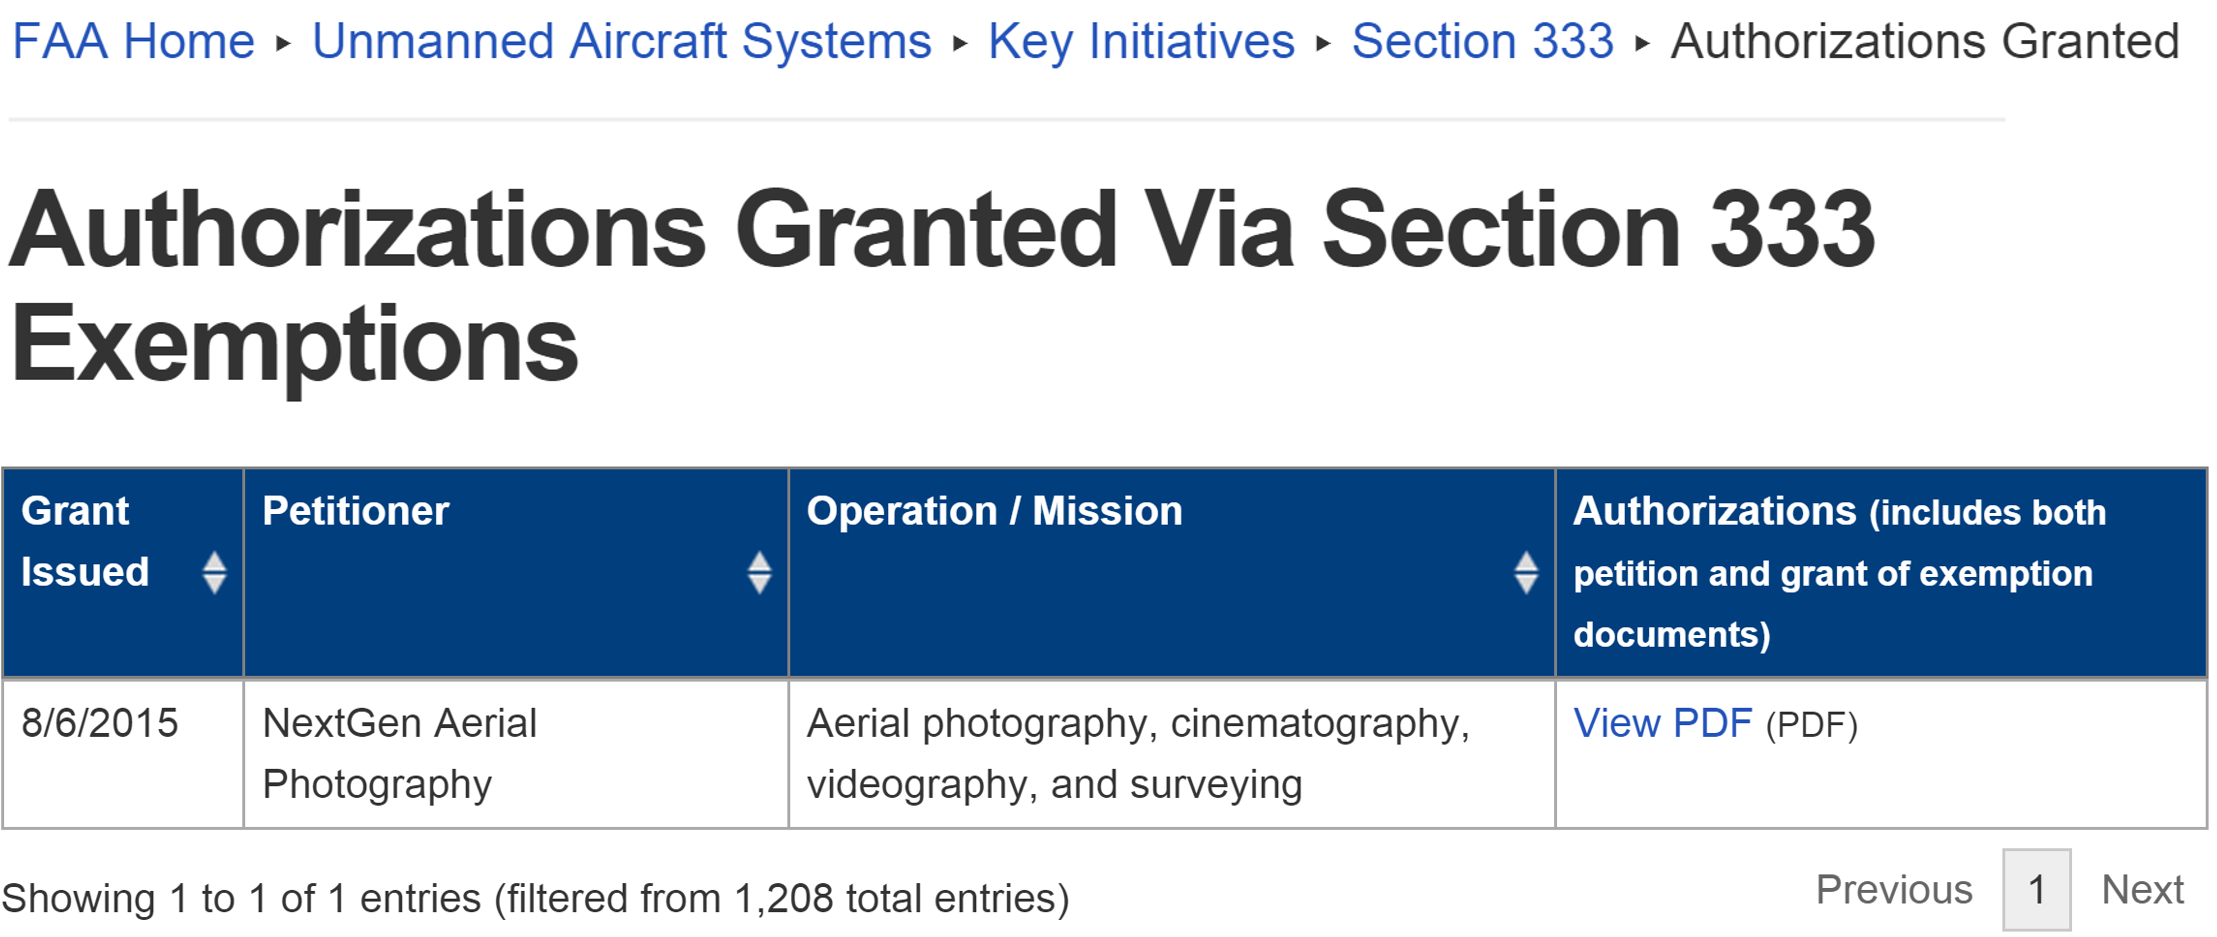 FAA Home ▸ Unmanned Aircraft Systems ▸ Key Initiatives ▸ Section 333 ▸ Authorizations Granted
Authorizations Granted Via Section 333
Exemptions
Grant
Issued
Petitioner
Operation / Mission
Authorizations (includes both
petition and grant of exemption
documents)
8/6/2015
NextGen Aerial
Photography
Aerial photography, cinematography,
videography, and surveying
View PDF (PDF)
Showing 1 to 1 of 1 entries (filtered from 1,208 total entries)
Previous 1 Next